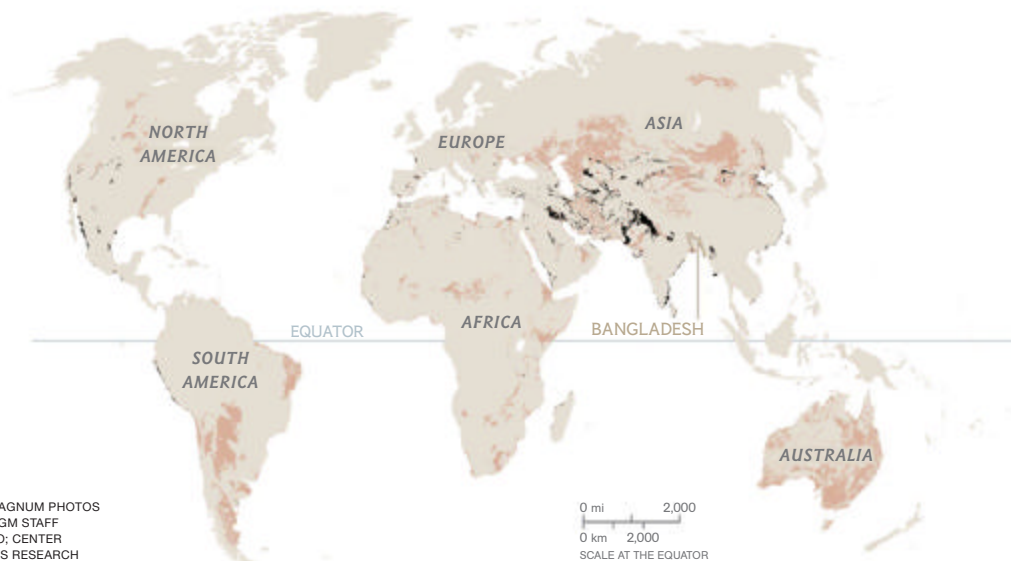 NORTH
AMERICA
EUROPE
ASIA
AFRICA
EQUATOR
BANGLADESH
SOUTH
AMERICA
AUSTRALIA
AGNUM PHOTOS
GM STAFF
D; CENTER
S RESEARCH
0 mi 2,000
0 km 2,000
SCALE AT THE EQUATOR